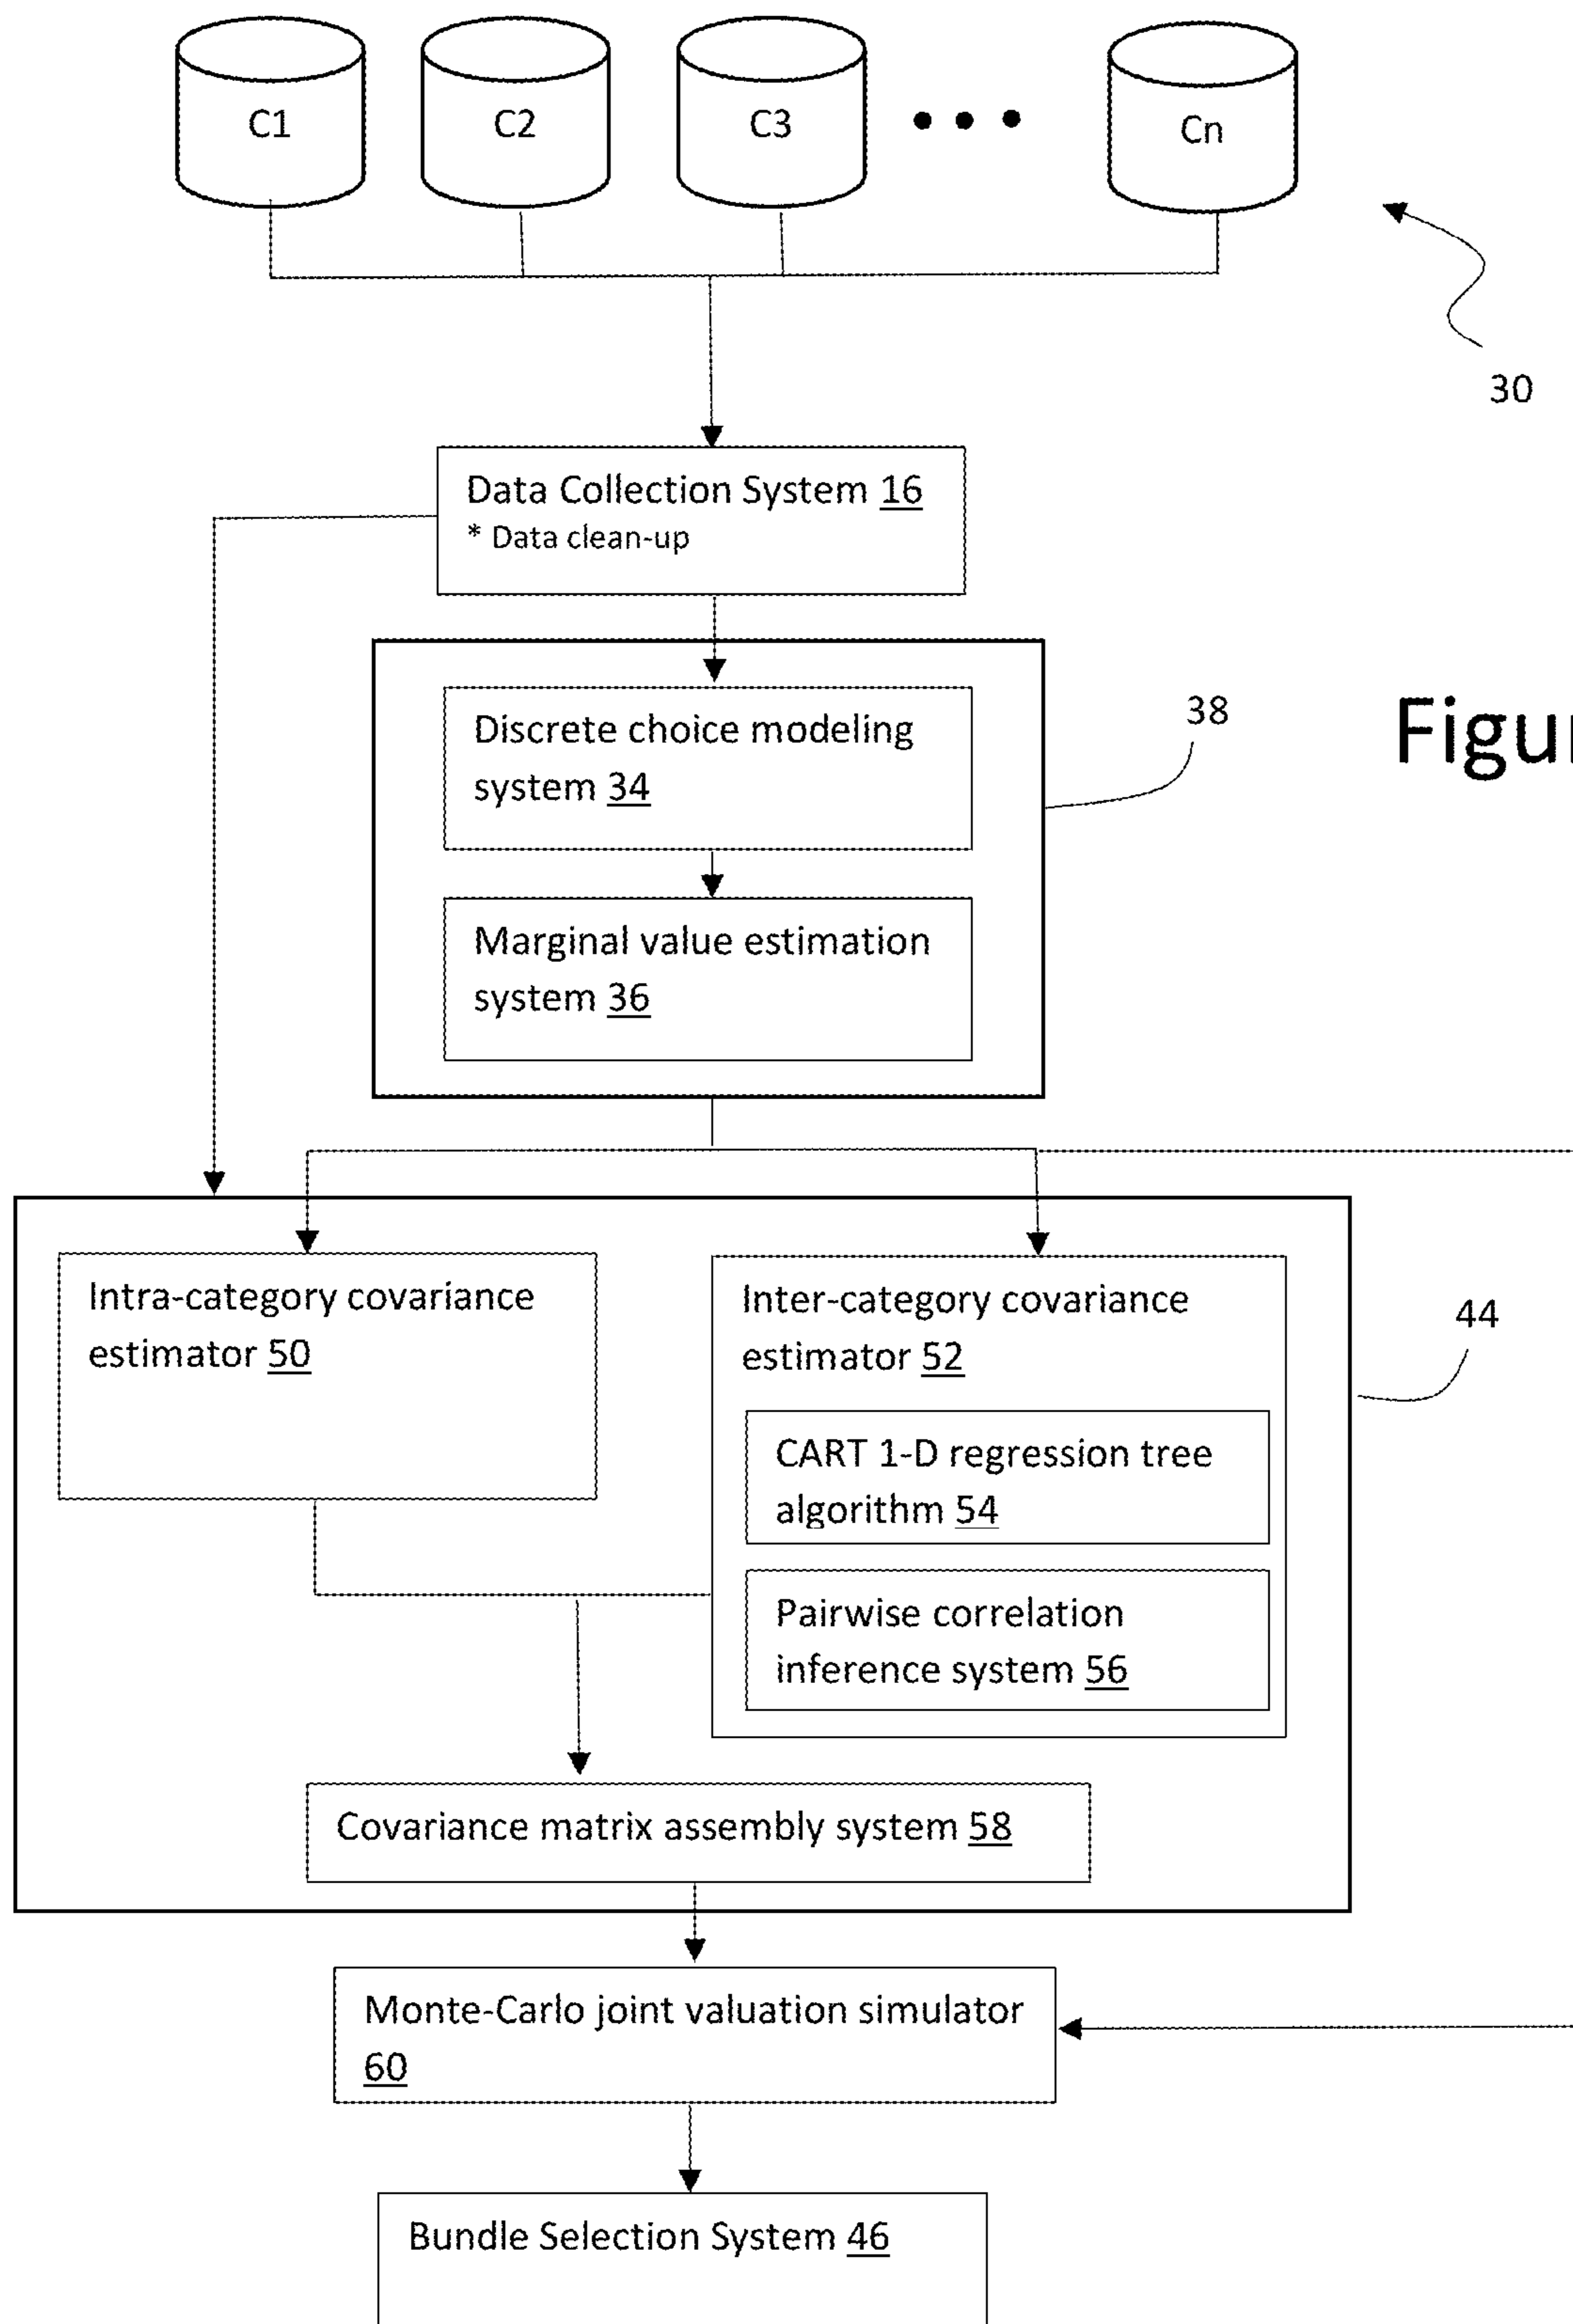 C1
C2
C3
Cn
30
Data Collection System 16
* Data clean-up
Discrete choice modeling
system 34
38
Marginal value estimation
system 36
Intra-category covariance
estimator 50
Inter-category covariance
estimator 52
44
CART 1-D regression tree
algorithm 54
Pairwise correlation
inference system 56
Covariance matrix assembly system 58
Monte-Carlo joint valuation simulator
60
Bundle Selection System 46